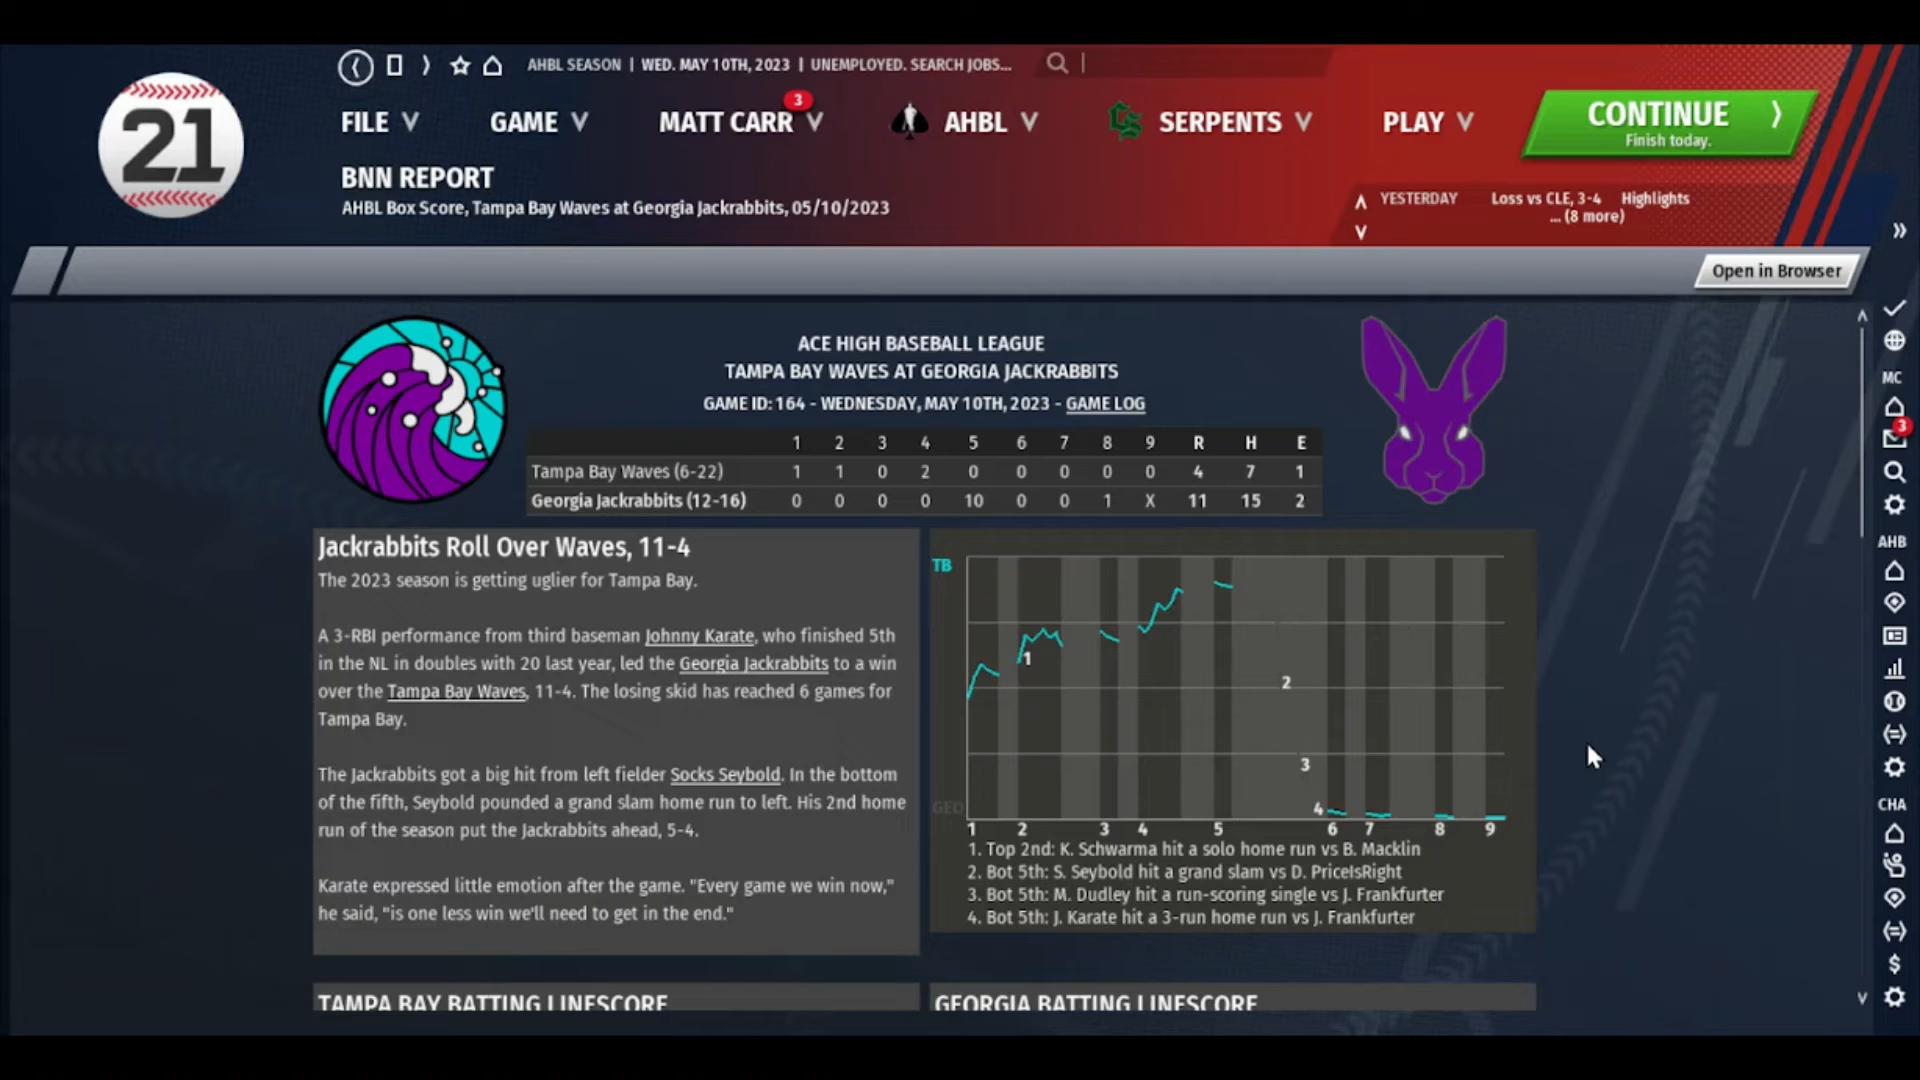 AHBL SEASON | WED. MAY 10TH, 2023 | UNEMPLOYED. SEARCH JOBS...
21
FILE GAME MATT CARR 3 AHBL SERPENTS PLAY
CONTINUE
Finish today.
BNN REPORT
AHBL Box Score, Tampa Bay Waves at Georgia Jackrabbits, 05/10/2023
YESTERDAY Loss vs CLE, 3-4 Highlights
... (8 more)
Open in Browser
ACE HIGH BASEBALL LEAGUE
TAMPA BAY WAVES AT GEORGIA JACKRABBITS
GAME ID: 164 - WEDNESDAY, MAY 10TH, 2023 - GAME LOG
1 2 3 4 5 6 7 8 9 R H E
Tampa Bay Waves (6-22) 1 1 0 2 0 0 0 0 0 4 7 1
Georgia Jackrabbits (12-16) 0 0 0 0 10 0 0 1 X 11 15 2
Jackrabbits Roll Over Waves, 11-4
The 2023 season is getting uglier for Tampa Bay.
A 3-RBI performance from third baseman Johnny Karate, who finished 5th
in the NL in doubles with 20 last year, led the Georgia Jackrabbits to a win
over the Tampa Bay Waves, 11-4. The losing skid has reached 6 games for
Tampa Bay.
The Jackrabbits got a big hit from left fielder Socks Seybold. In the bottom
of the fifth, Seybold pounded a grand slam home run to left. His 2nd home
run of the season put the Jackrabbits ahead, 5-4.
Karate expressed little emotion after the game. "Every game we win now,"
he said, "is one less win we'll need to get in the end."
TB
1
2
3
GEO
4
1 2 3 4 5 6 7 8 9
1. Top 2nd: K. Schwarma hit a solo home run vs B. Macklin
2. Bot 5th: S. Seybold hit a grand slam vs D. PriceIsRight
3. Bot 5th: M. Dudley hit a run-scoring single vs J. Frankfurter
4. Bot 5th: J. Karate hit a 3-run home run vs J. Frankfurter
TAMPA BAY BATTING LINESCORE
GEORGIA BATTING LINESCORE
MC
3
AHB
CHA
$